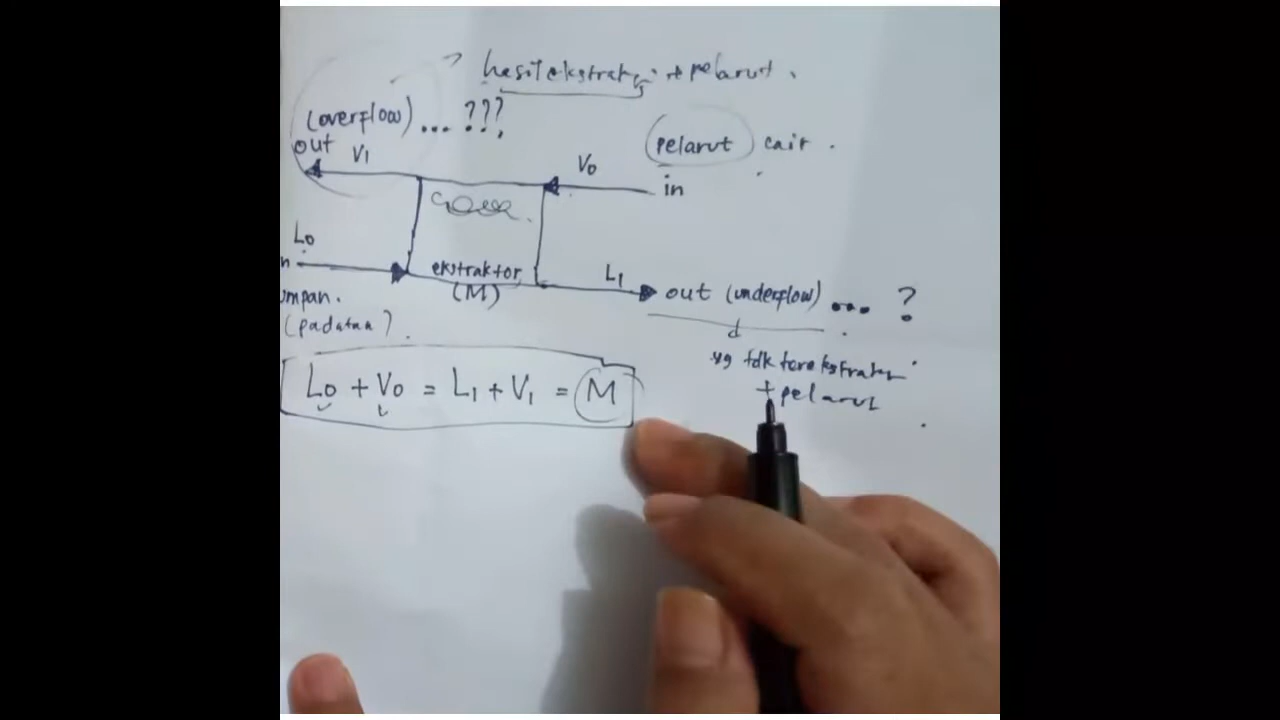 ? hasil ekstraksi + pelarut.
(overflow) ... ???
out V1
V0
pelarut cair.
in
L0
n
ekstraktor
(M)
L1
out (underflow) .... ?
umpan.
(padatan).
yg tdk terekstraksi
+ pelarut
L0 + V0 = L1 + V1 = M